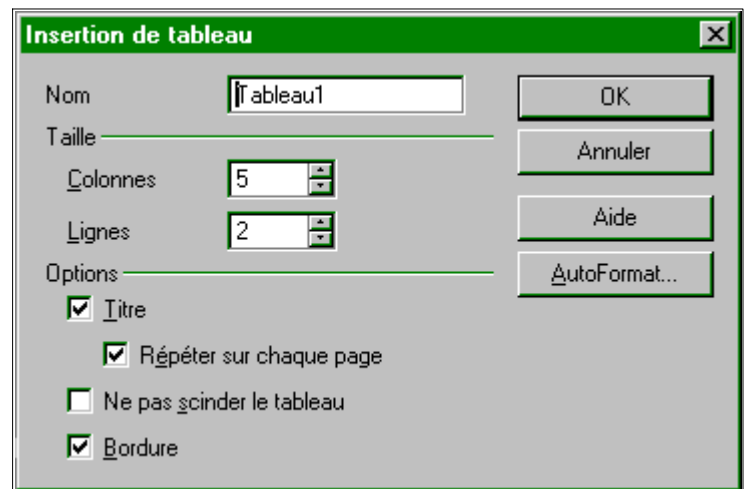 Insertion de tableau
Nom
Tableau1
OK
Taille
Annuler
Colonnes
5
Lignes
2
Aide
Options
AutoFormat...
Titre
Répéter sur chaque page
Ne pas scinder le tableau
Bordure